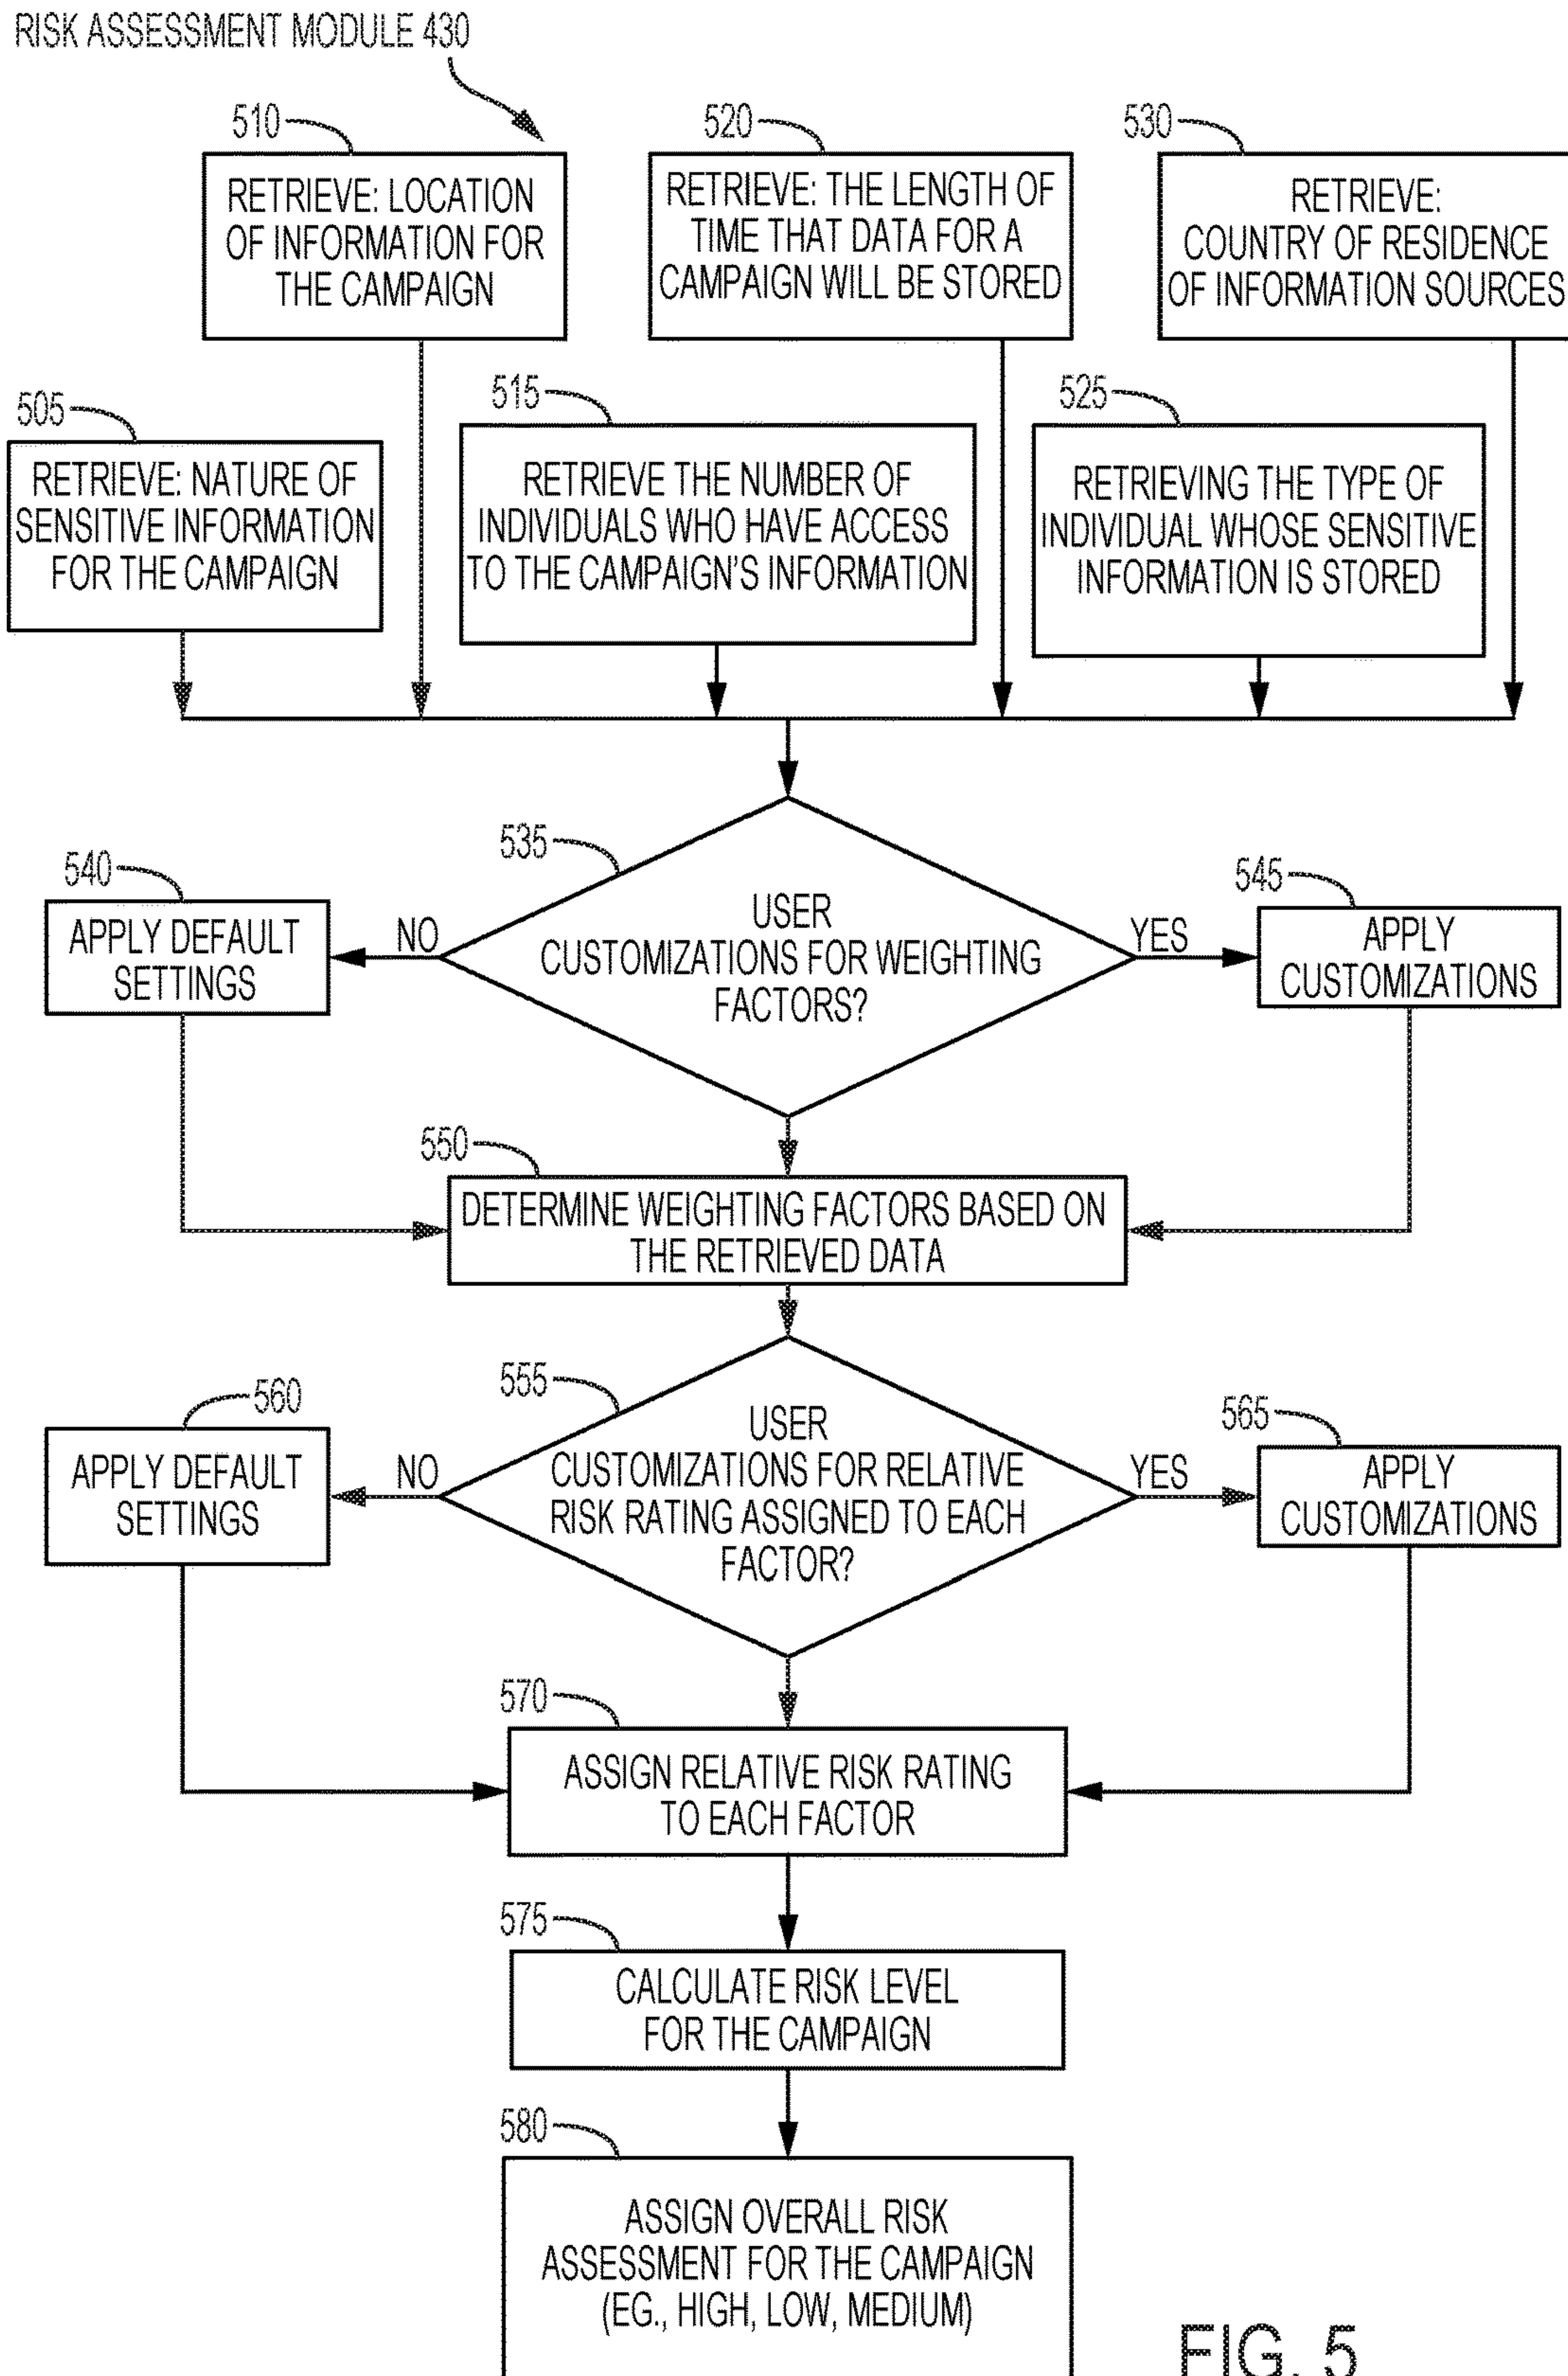 RISK ASSESSMENT MODULE 430
510
RETRIEVE: LOCATION
OF INFORMATION FOR
THE CAMPAIGN
520
RETRIEVE: THE LENGTH OF
TIME THAT DATA FOR A
CAMPAIGN WILL BE STORED
530
RETRIEVE:
COUNTRY OF RESIDENCE
OF INFORMATION SOURCES
505
RETRIEVE: NATURE OF
SENSITIVE INFORMATION
FOR THE CAMPAIGN
515
RETRIEVE THE NUMBER OF
INDIVIDUALS WHO HAVE ACCESS
TO THE CAMPAIGN'S INFORMATION
525
RETRIEVING THE TYPE OF
INDIVIDUAL WHOSE SENSITIVE
INFORMATION IS STORED
535
USER
CUSTOMIZATIONS FOR WEIGHTING
FACTORS?
540
NO
APPLY DEFAULT
SETTINGS
545
YES
APPLY
CUSTOMIZATIONS
550
DETERMINE WEIGHTING FACTORS BASED ON
THE RETRIEVED DATA
555
USER
CUSTOMIZATIONS FOR RELATIVE
RISK RATING ASSIGNED TO EACH
FACTOR?
560
NO
APPLY DEFAULT
SETTINGS
565
YES
APPLY
CUSTOMIZATIONS
570
ASSIGN RELATIVE RISK RATING
TO EACH FACTOR
575
CALCULATE RISK LEVEL
FOR THE CAMPAIGN
580
ASSIGN OVERALL RISK
ASSESSMENT FOR THE CAMPAIGN
(EG., HIGH, LOW, MEDIUM)
FIG. 5